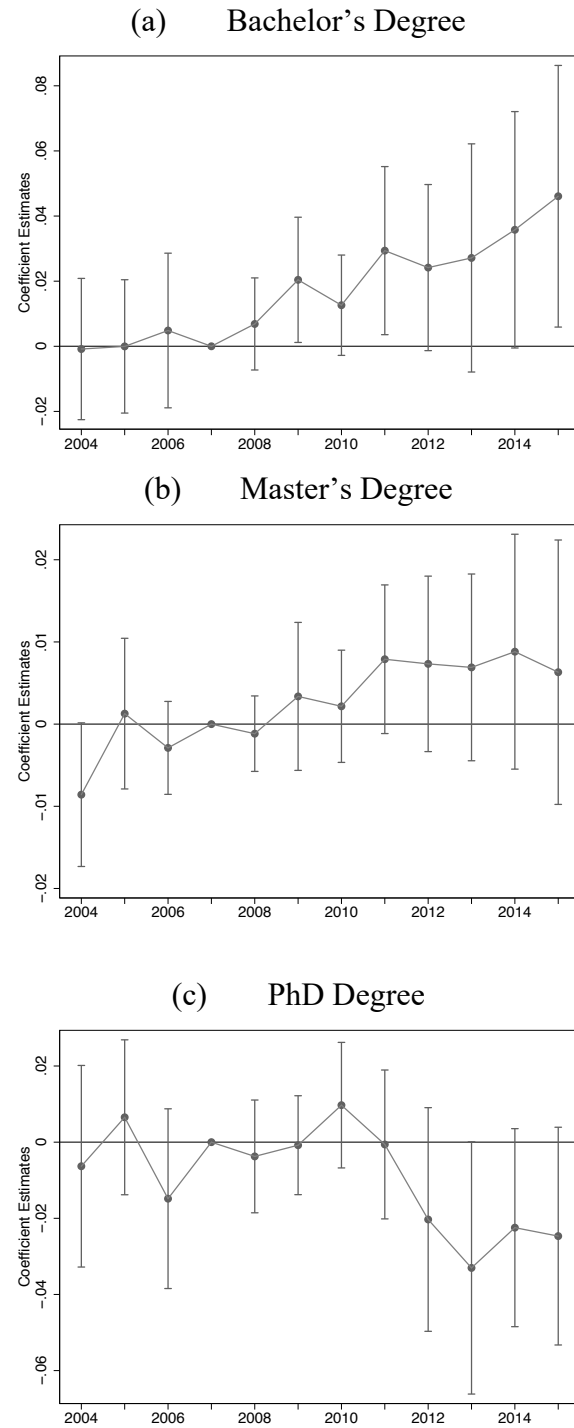 (a) Bachelor’s Degree
Coefficient Estimates
.08
.06
.04
.02
0
-.02
2004 2006 2008 2010 2012 2014
(b) Master’s Degree
Coefficient Estimates
.02
.01
0
-.01
-.02
2004 2006 2008 2010 2012 2014
(c) PhD Degree
Coefficient Estimates
.02
0
-.02
-.04
-.06
2004 2006 2008 2010 2012 2014